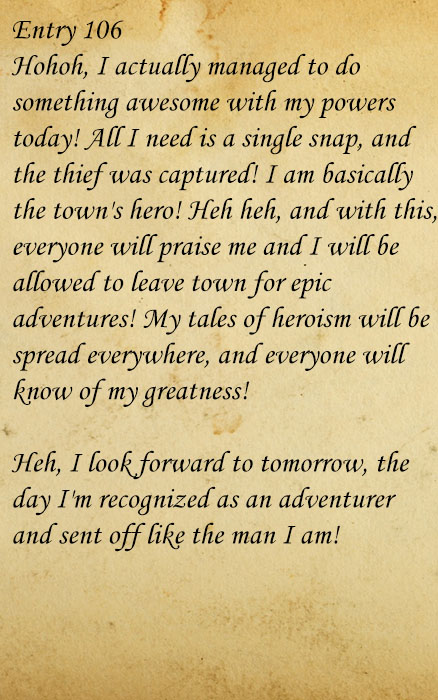 Entry 106
Hohoh, I actually managed to do
something awesome with my powers
today! All I need is a single snap, and
the thief was captured! I am basically
the town's hero! Heh heh, and with this,
everyone will praise me and I will be
allowed to leave town for epic
adventures! My tales of heroism will be
spread everywhere, and everyone will
know of my greatness!
Heh, I look forward to tomorrow, the
day I'm recognized as an adventurer
and sent off like the man I am!